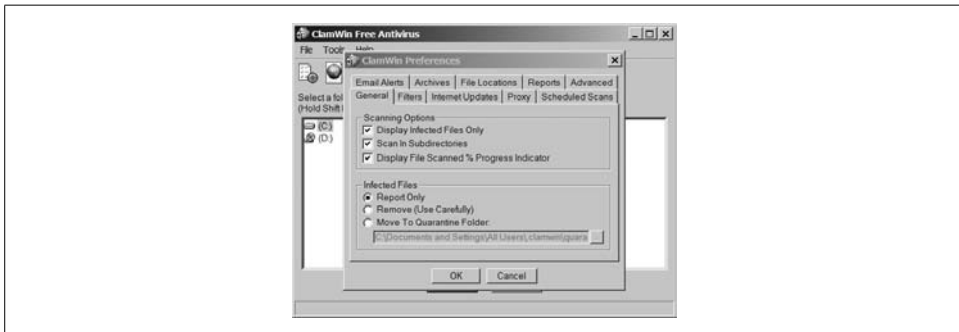 ClamWin Free Antivirus
File Tools Help
ClamWin Preferences
Email Alerts Archives File Locations Reports Advanced
General Filters Internet Updates Proxy Scheduled Scans
Select a fol
(Hold Shift
(C:)
(D:)
Scanning Options
Display Infected Files Only
Scan In Subdirectories
Display File Scanned % Progress Indicator
Infected Files
Report Only
Remove (Use Carefully)
Move To Quarantine Folder:
C:\Documents and Settings\All Users\.clamwin\quara ...
OK Cancel